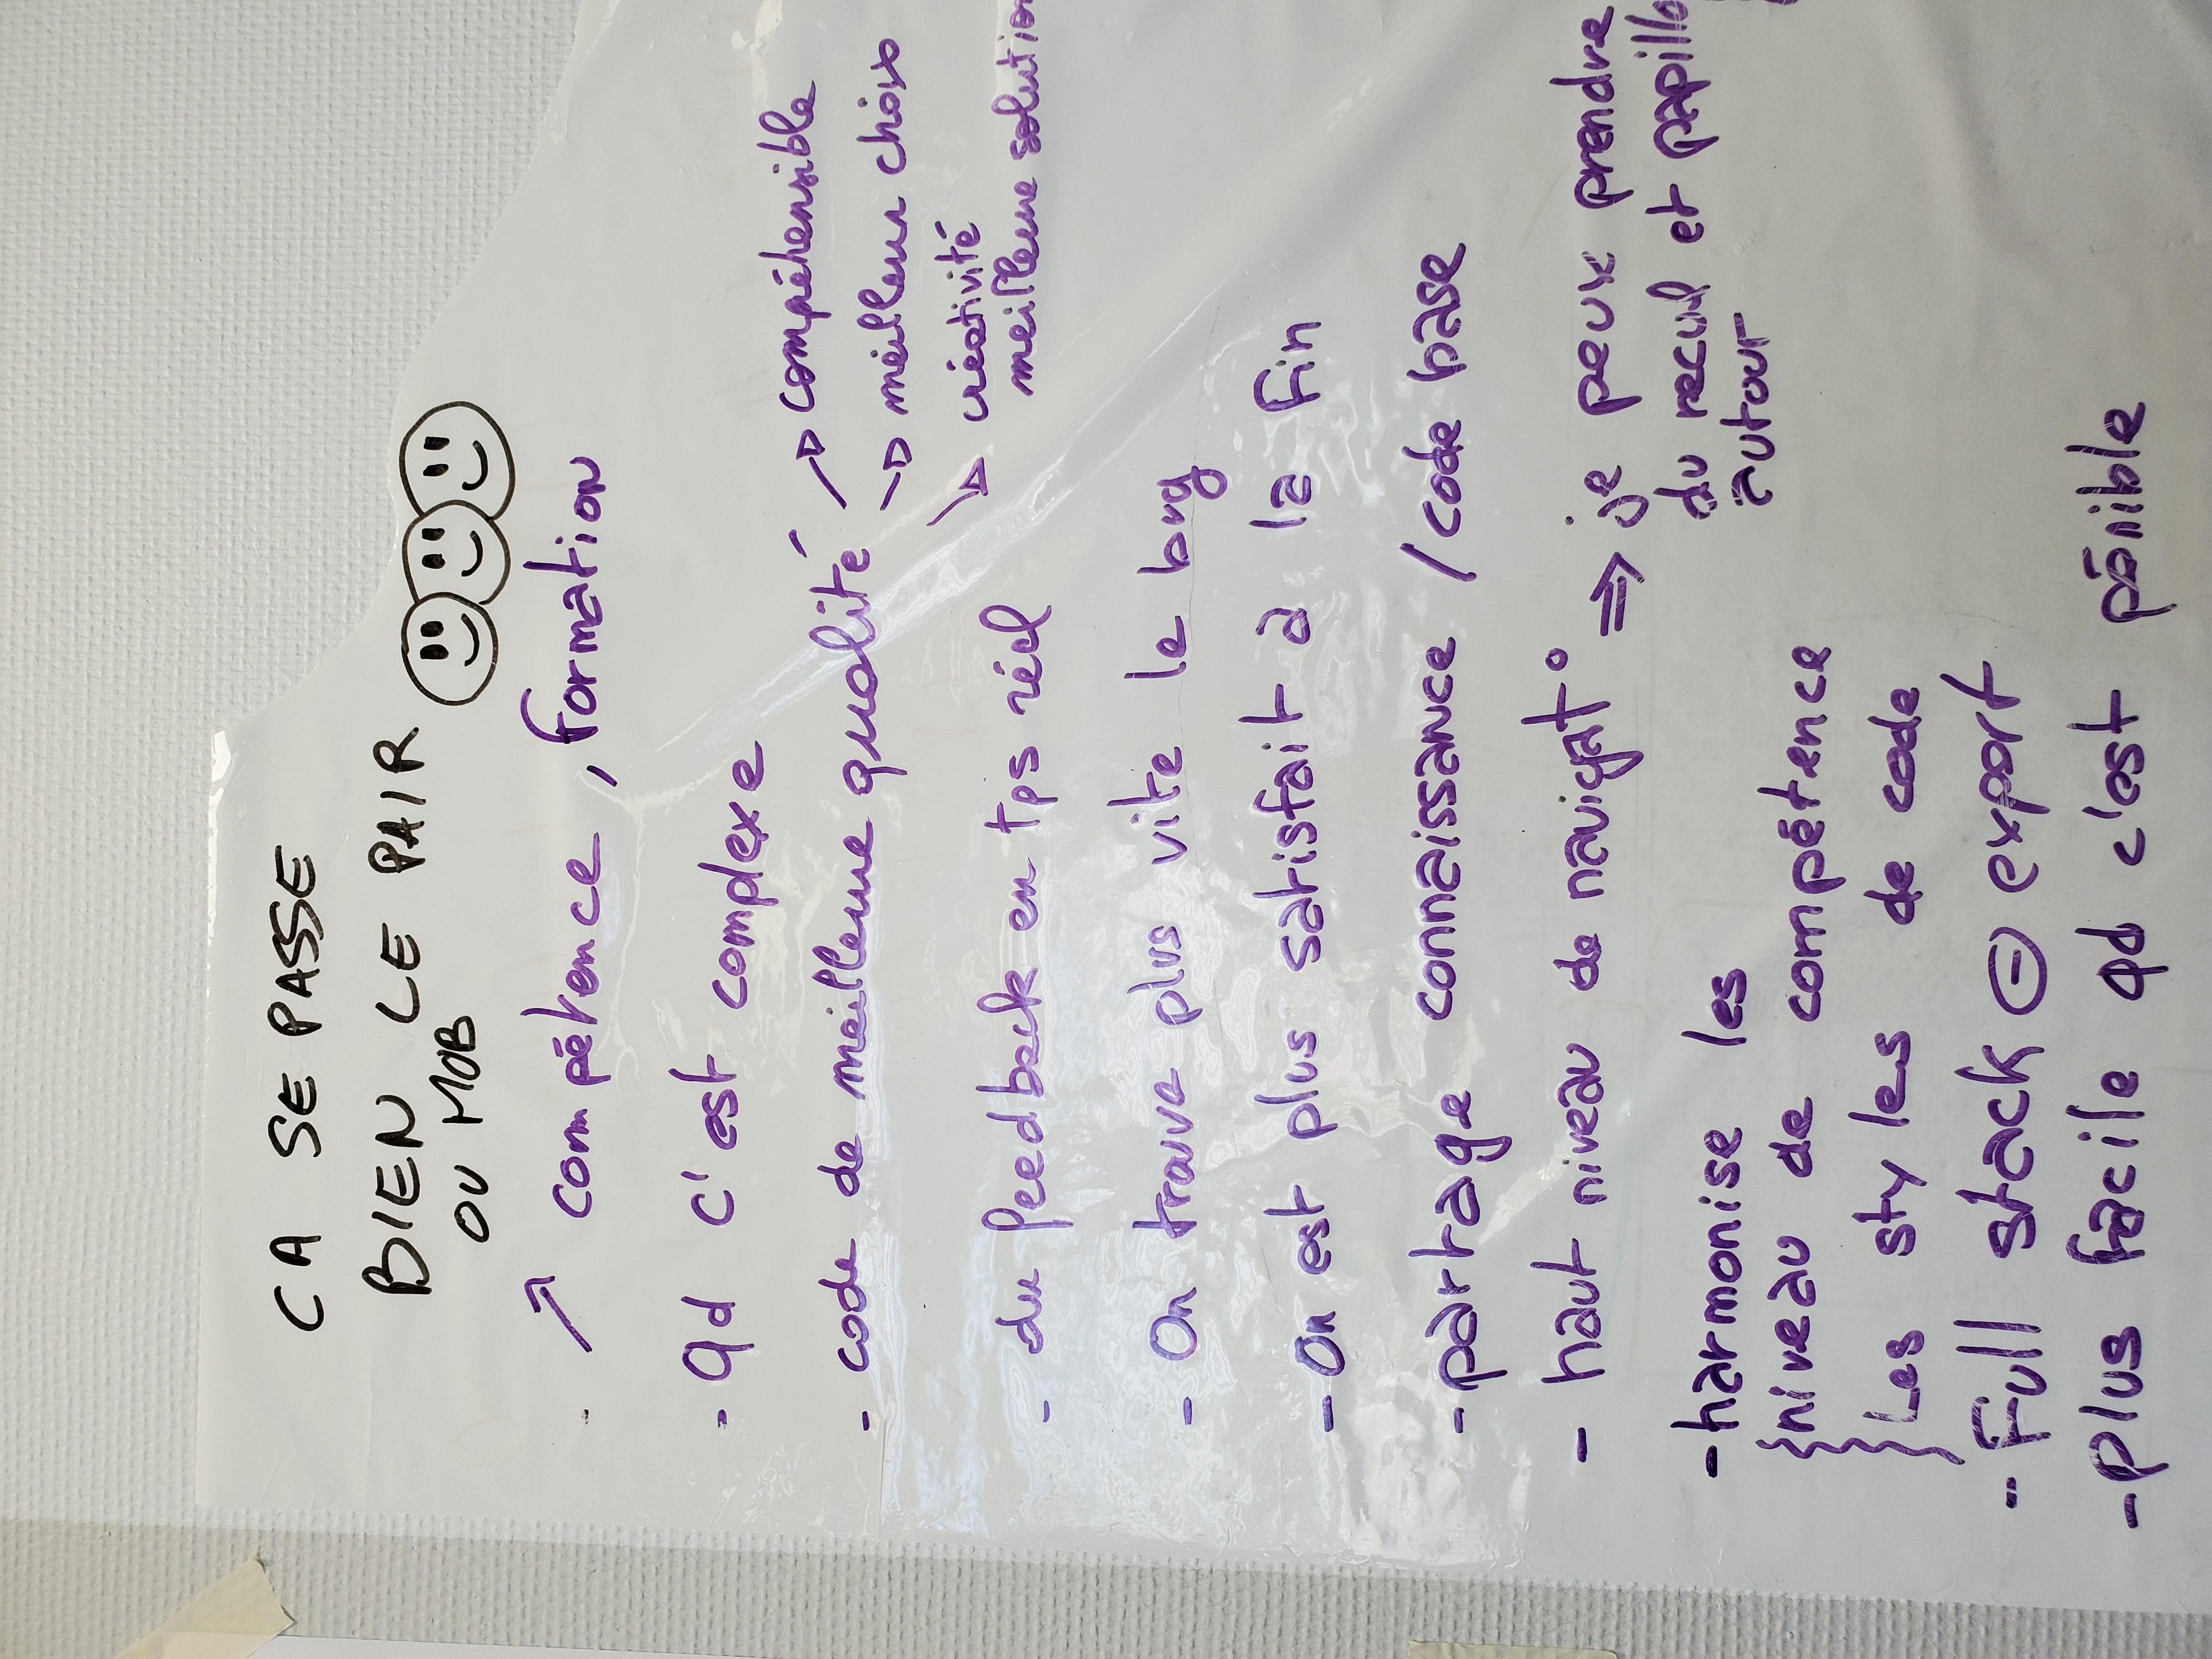 CA SE PASSE
BIEN LE PAIR
OU MOB
- ↗ compétence, formation
- Qd c'est complexe
- code de meilleure qualité
→ compréhensible
→ meilleur choix
→ créativité
meilleure solution
- du feedback en tps réel
- On trouve plus vite le bug
- On est plus satisfait a la fin
- partage connaissance / code base
- haut niveau de navigat° ⇒ je peux prendre
du recul et papillo
autour
- harmonise les
niveau de compétence
Les styles de code
- Full stack ⊖ expert
- plus facile qd c'est pénible